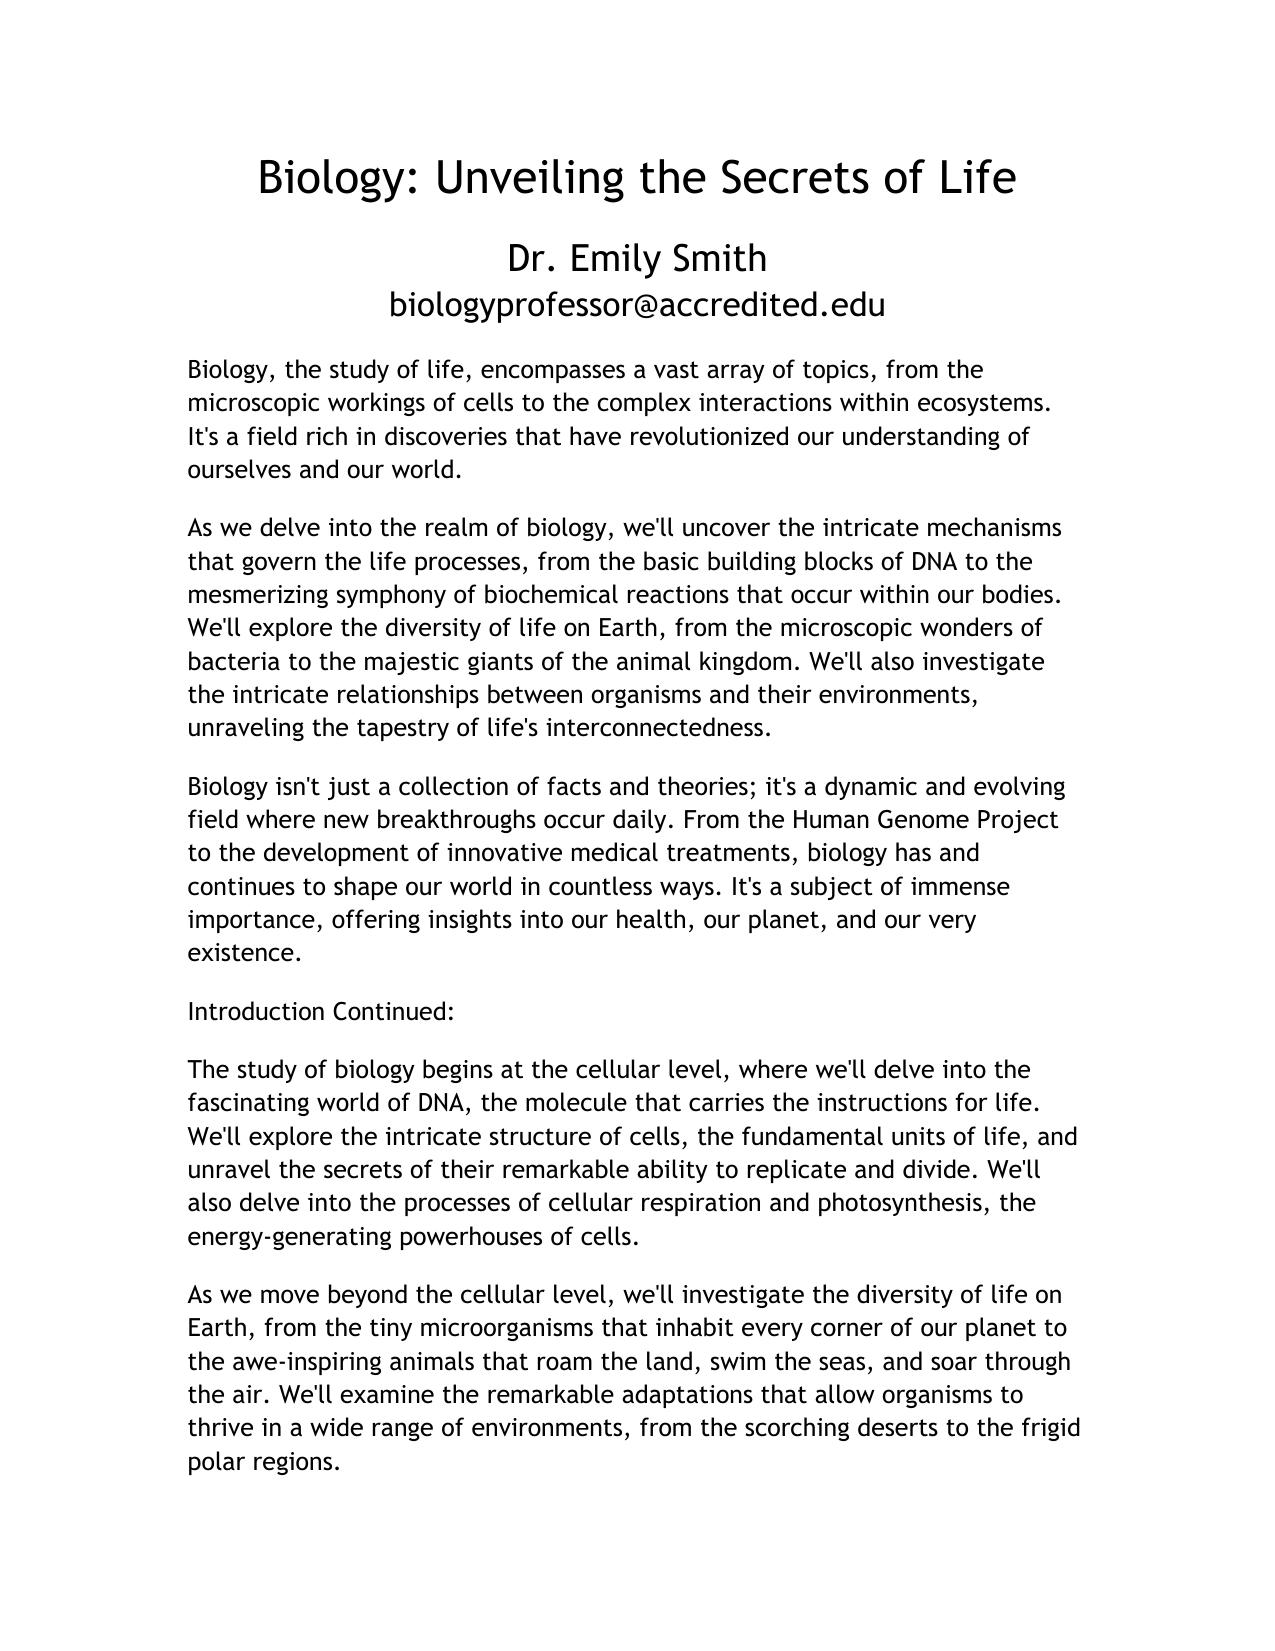 Biology: Unveiling the Secrets of Life
Dr. Emily Smith
biologyprofessor@accredited.edu
Biology, the study of life, encompasses a vast array of topics, from the
microscopic workings of cells to the complex interactions within ecosystems.
It's a field rich in discoveries that have revolutionized our understanding of
ourselves and our world.
As we delve into the realm of biology, we'll uncover the intricate mechanisms
that govern the life processes, from the basic building blocks of DNA to the
mesmerizing symphony of biochemical reactions that occur within our bodies.
We'll explore the diversity of life on Earth, from the microscopic wonders of
bacteria to the majestic giants of the animal kingdom. We'll also investigate
the intricate relationships between organisms and their environments,
unraveling the tapestry of life's interconnectedness.
Biology isn't just a collection of facts and theories; it's a dynamic and evolving
field where new breakthroughs occur daily. From the Human Genome Project
to the development of innovative medical treatments, biology has and
continues to shape our world in countless ways. It's a subject of immense
importance, offering insights into our health, our planet, and our very
existence.
Introduction Continued:
The study of biology begins at the cellular level, where we'll delve into the
fascinating world of DNA, the molecule that carries the instructions for life.
We'll explore the intricate structure of cells, the fundamental units of life, and
unravel the secrets of their remarkable ability to replicate and divide. We'll
also delve into the processes of cellular respiration and photosynthesis, the
energy-generating powerhouses of cells.
As we move beyond the cellular level, we'll investigate the diversity of life on
Earth, from the tiny microorganisms that inhabit every corner of our planet to
the awe-inspiring animals that roam the land, swim the seas, and soar through
the air. We'll examine the remarkable adaptations that allow organisms to
thrive in a wide range of environments, from the scorching deserts to the frigid
polar regions.